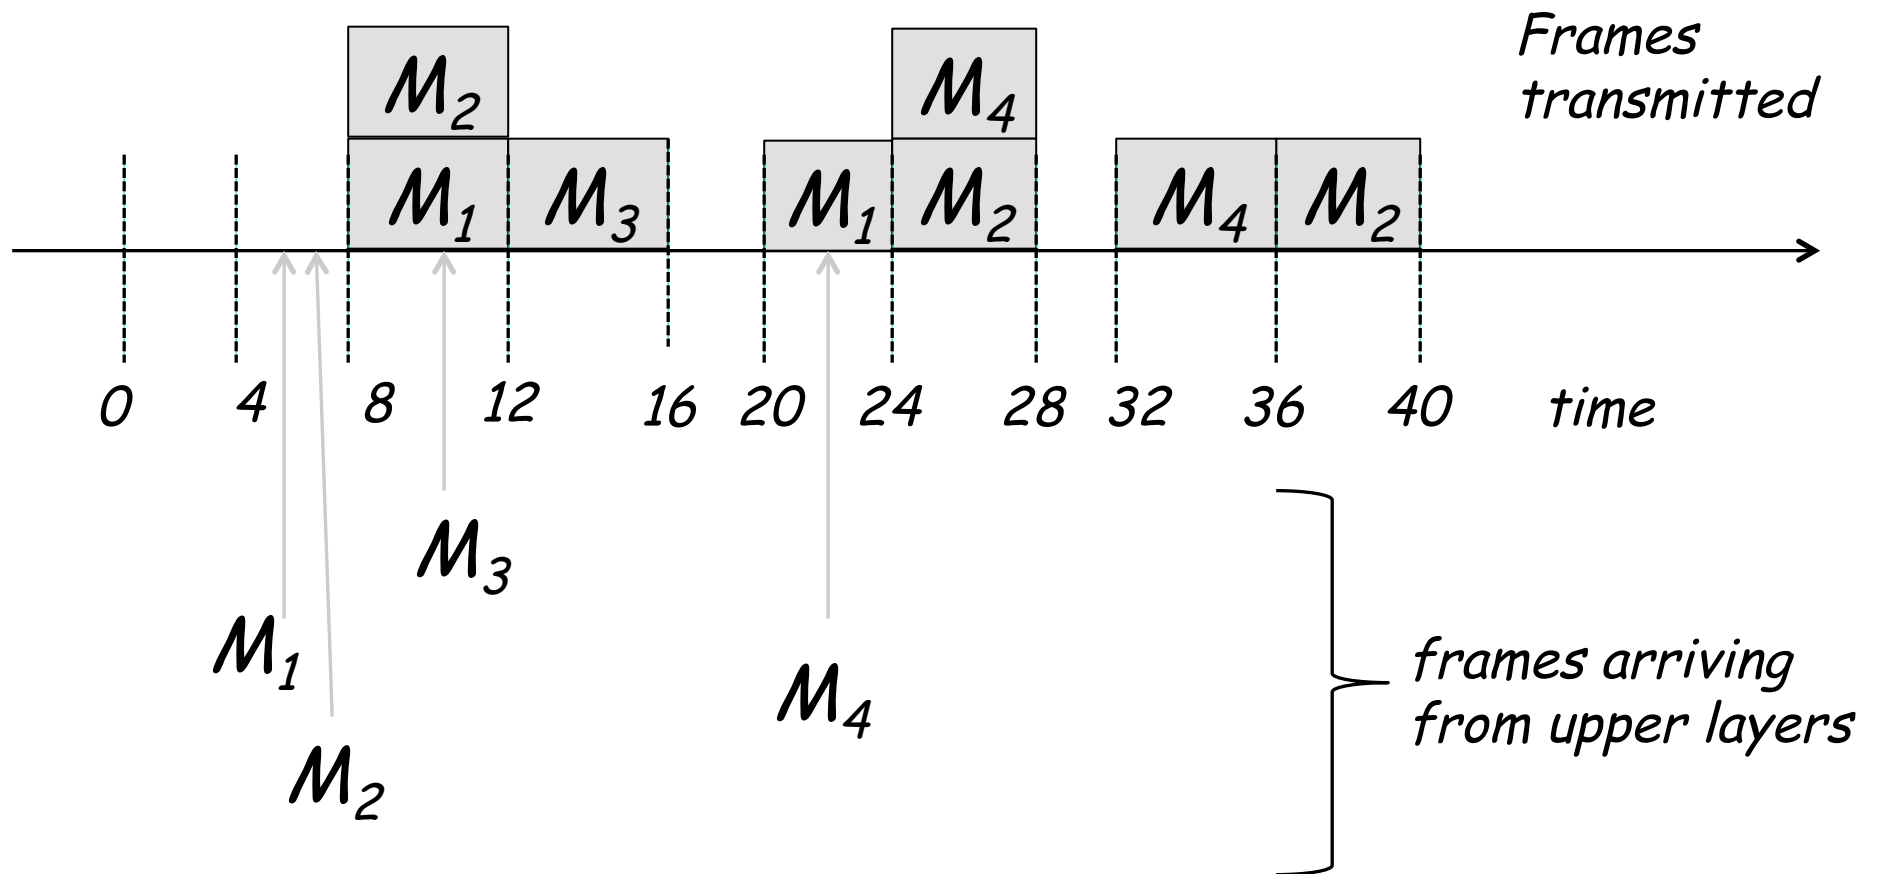 Frames
transmitted
M2 M4
M1 M3 M1 M2 M4 M2
0 4 8 12 16 20 24 28 32 36 40 time
M3
M1
M4
M2
frames arriving
from upper layers